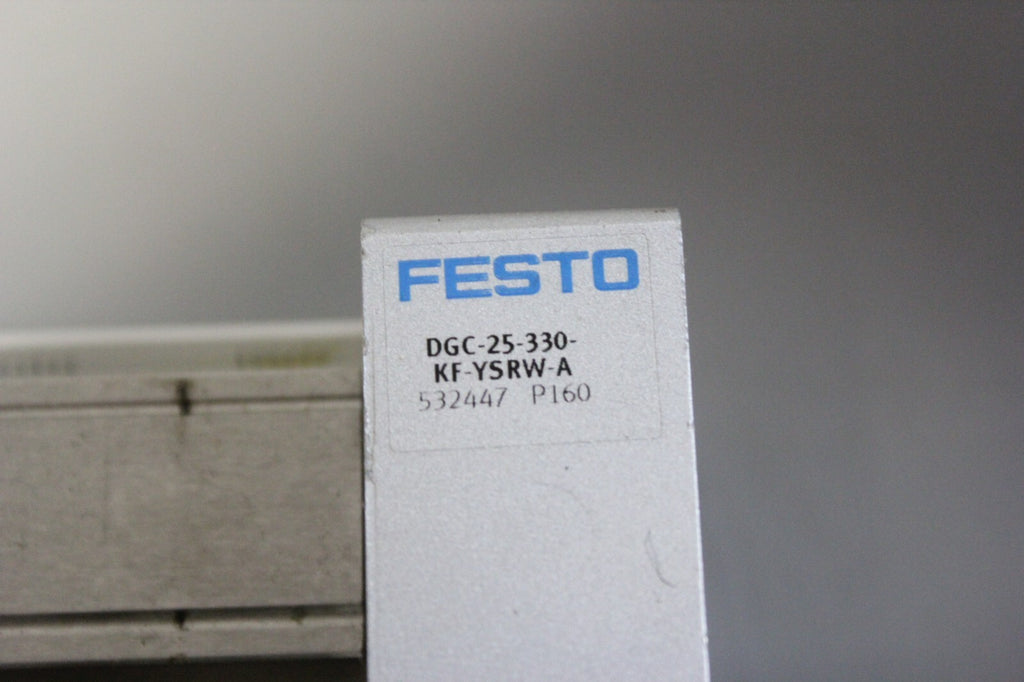 FESTO
DGC-25-330-
KF-YSRW-A
532447 P160